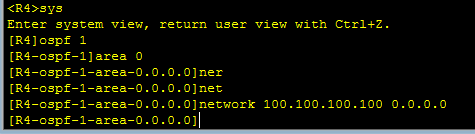 <R4>sys
Enter system view, return user view with Ctrl+Z.
[R4]ospf 1
[R4-ospf-1]area 0
[R4-ospf-1-area-0.0.0.0]ner
[R4-ospf-1-area-0.0.0.0]net
[R4-ospf-1-area-0.0.0.0]network 100.100.100.100 0.0.0.0
[R4-ospf-1-area-0.0.0.0]